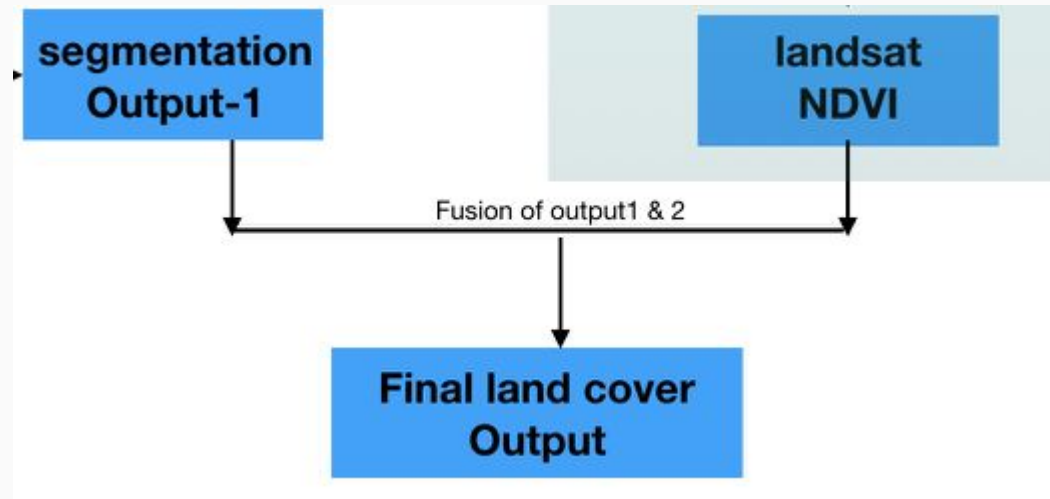 segmentation
Output-1
landsat
NDVI
Fusion of output1 & 2
Final land cover
Output